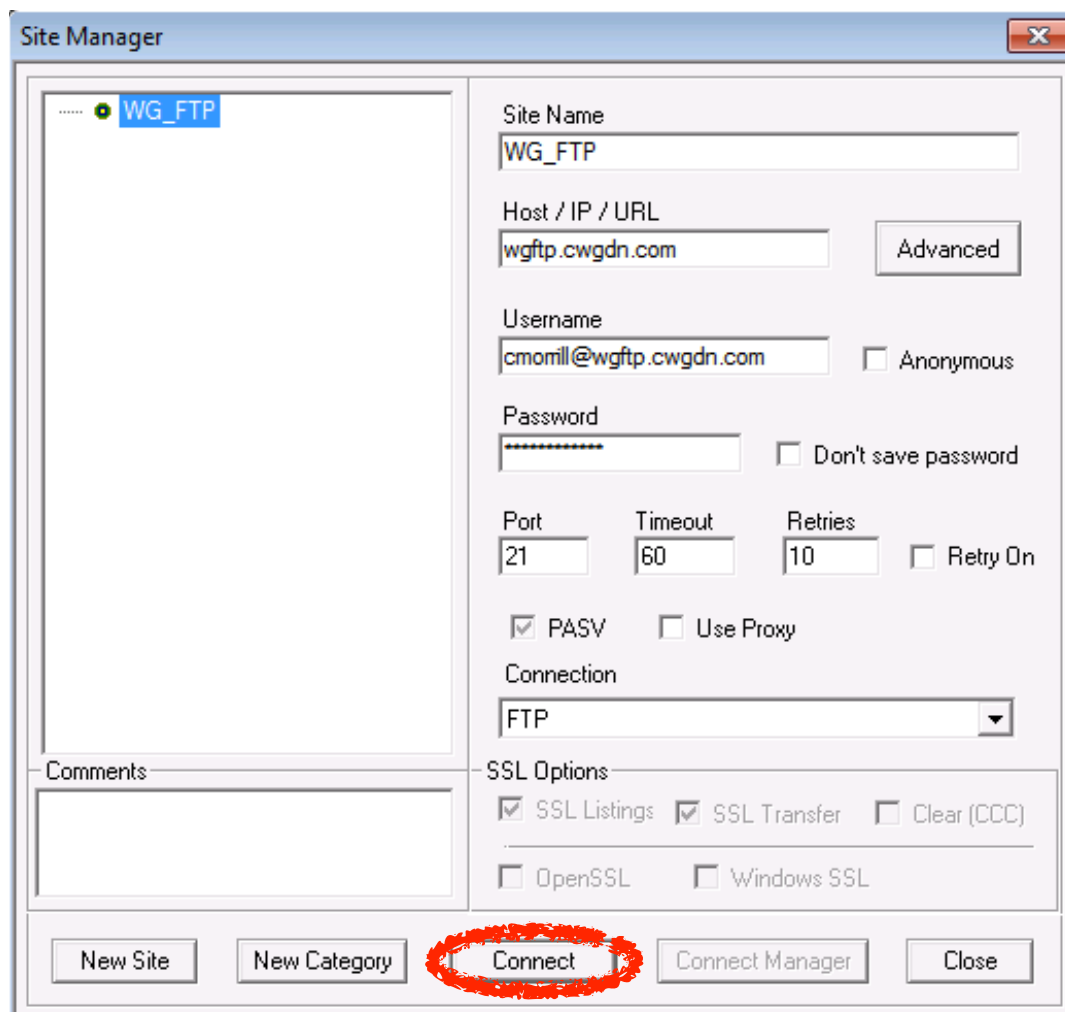 Site Manager
WG_FTP
Site Name
WG_FTP
Host / IP / URL
wgftp.cwgdn.com
Advanced
Username
cmorrill@wgftp.cwgdn.com
Anonymous
Password
************
Don't save password
Port Timeout Retries
21 60 10 Retry On
PASV Use Proxy
Connection
FTP
Comments
SSL Options
SSL Listings SSL Transfer Clear (CCC)
OpenSSL Windows SSL
New Site New Category Connect Connect Manager Close